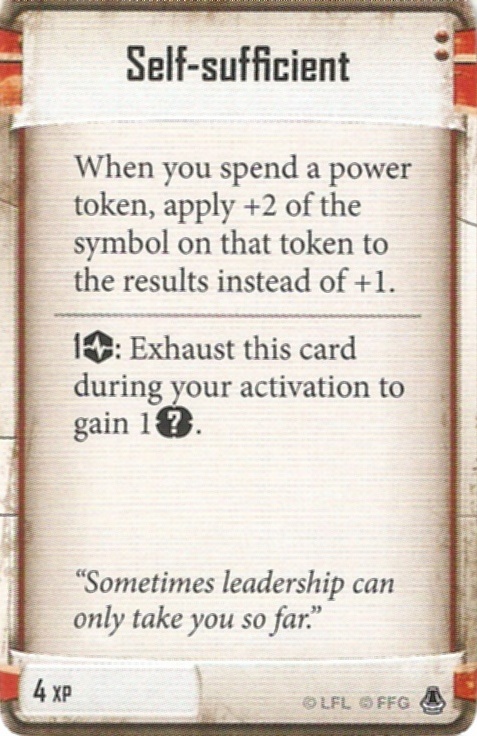 Self-sufficient
When you spend a power
token, apply +2 of the
symbol on that token to
the results instead of +1.
1: Exhaust this card
during your activation to
gain 1?.
“Sometimes leadership can
only take you so far.”
4 XP
© LFL © FFG